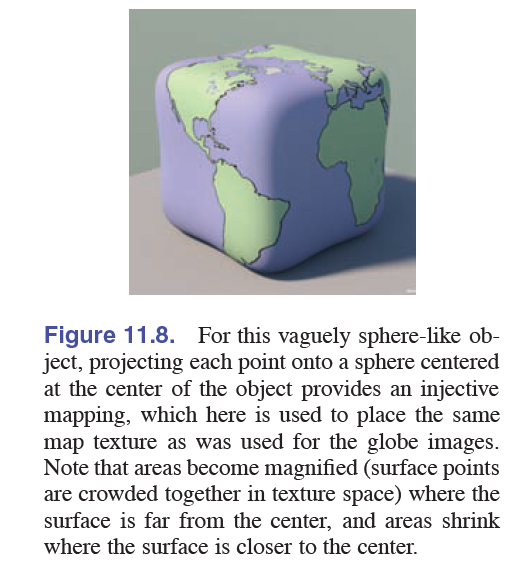 Figure 11.8. For this vaguely sphere-like ob-
ject, projecting each point onto a sphere centered
at the center of the object provides an injective
mapping, which here is used to place the same
map texture as was used for the globe images.
Note that areas become magnified (surface points
are crowded together in texture space) where the
surface is far from the center, and areas shrink
where the surface is closer to the center.